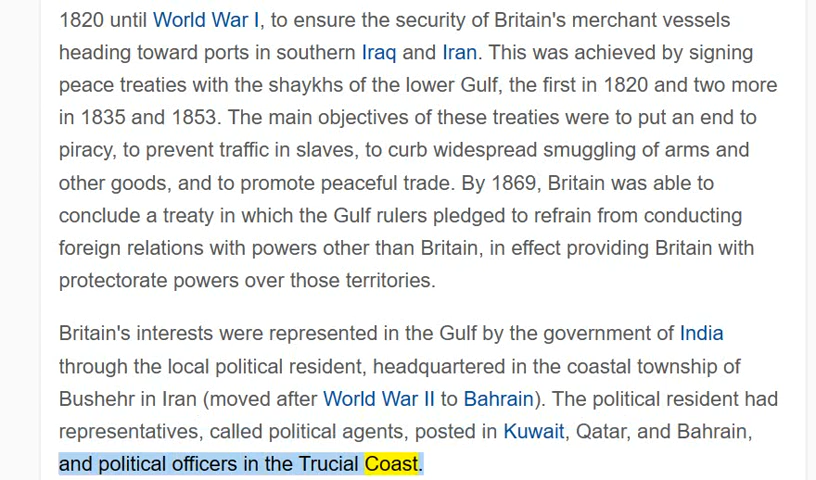 1820 until World War I, to ensure the security of Britain's merchant vessels
heading toward ports in southern Iraq and Iran. This was achieved by signing
peace treaties with the shaykhs of the lower Gulf, the first in 1820 and two more
in 1835 and 1853. The main objectives of these treaties were to put an end to
piracy, to prevent traffic in slaves, to curb widespread smuggling of arms and
other goods, and to promote peaceful trade. By 1869, Britain was able to
conclude a treaty in which the Gulf rulers pledged to refrain from conducting
foreign relations with powers other than Britain, in effect providing Britain with
protectorate powers over those territories.
Britain's interests were represented in the Gulf by the government of India
through the local political resident, headquartered in the coastal township of
Bushehr in Iran (moved after World War II to Bahrain). The political resident had
representatives, called political agents, posted in Kuwait, Qatar, and Bahrain,
and political officers in the Trucial Coast.